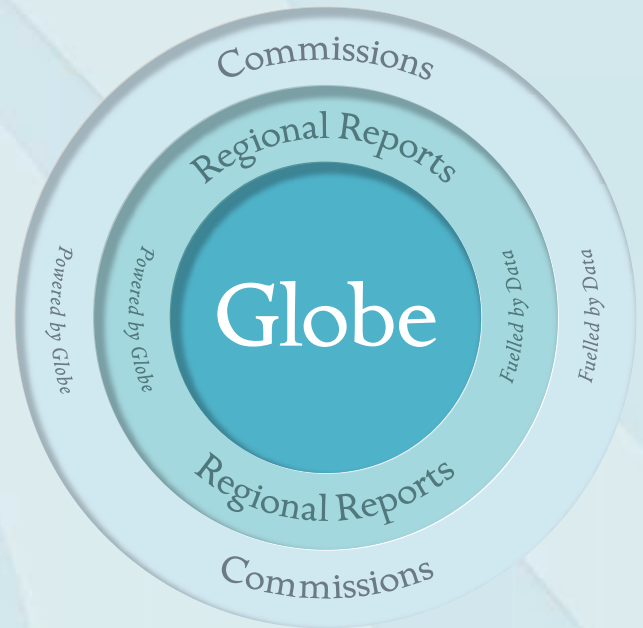 Commissions
Regional Reports
Powered by Globe
Powered by Globe
Globe
Fuelled by Data
Fuelled by Data
Regional Reports
Commissions